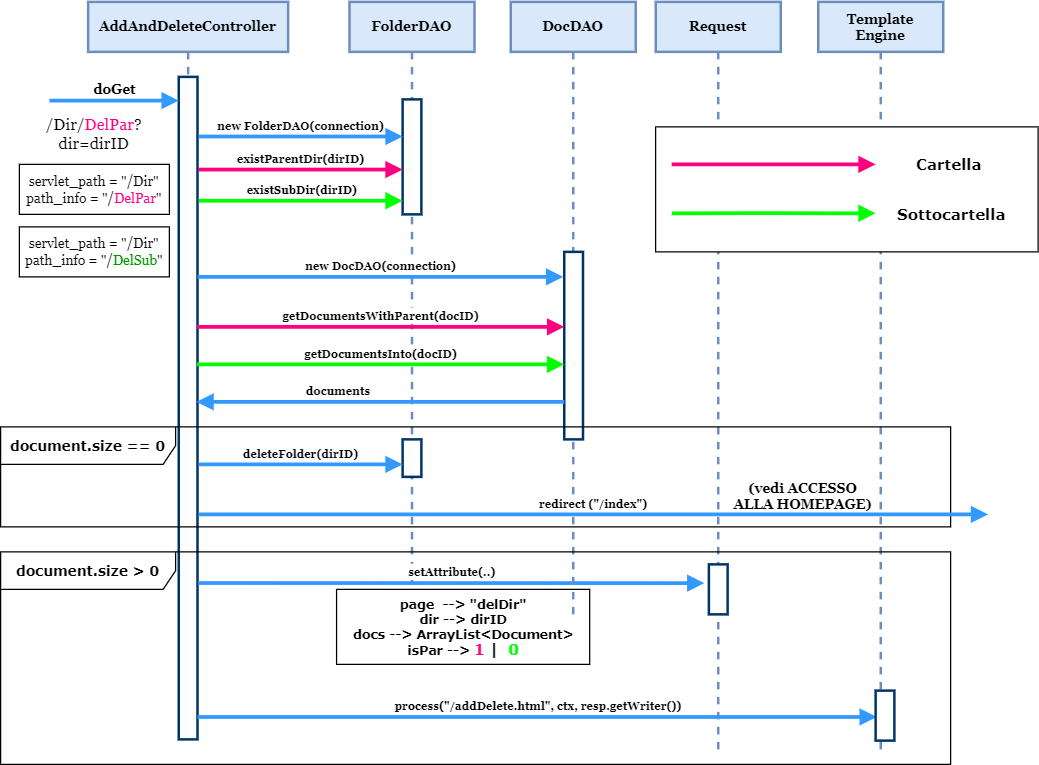 AddAndDeleteController
FolderDAO
DocDAO
Request
Template
Engine
doGet
/Dir/DelPar?
dir=dirID
servlet_path = "/Dir"
path_info = "/DelPar"
servlet_path = "/Dir"
path_info = "/DelSub"
new FolderDAO(connection)
existParentDir(dirID)
existSubDir(dirID)
Cartella
Sottocartella
new DocDAO(connection)
getDocumentsWithParent(docID)
getDocumentsInto(docID)
documents
document.size == 0
deleteFolder(dirID)
redirect ("/index")
(vedi ACCESSO
ALLA HOMEPAGE)
document.size > 0
setAttribute(..)
page --> "delDir"
dir --> dirID
docs --> ArrayList<Document>
isPar --> 1 | 0
process("/addDelete.html", ctx, resp.getWriter())